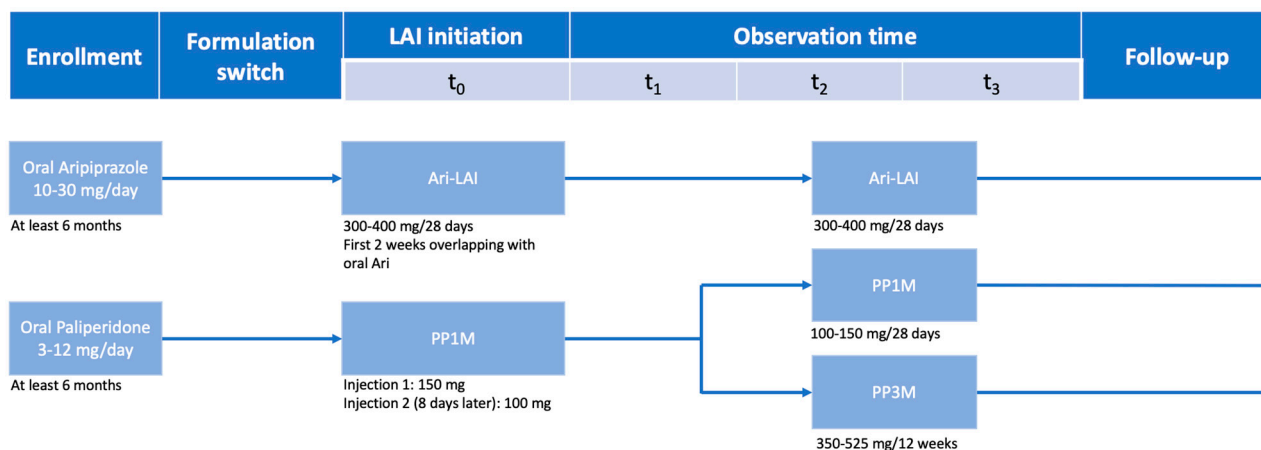 Enrollment
Formulation
switch
LAI initiation
Observation time
Follow-up
t0
t1
t2
t3
Oral Aripiprazole
10-30 mg/day
At least 6 months
Ari-LAI
300-400 mg/28 days
First 2 weeks overlapping with
oral Ari
Ari-LAI
300-400 mg/28 days
Oral Paliperidone
3-12 mg/day
At least 6 months
PP1M
Injection 1: 150 mg
Injection 2 (8 days later): 100 mg
PP1M
100-150 mg/28 days
PP3M
350-525 mg/12 weeks